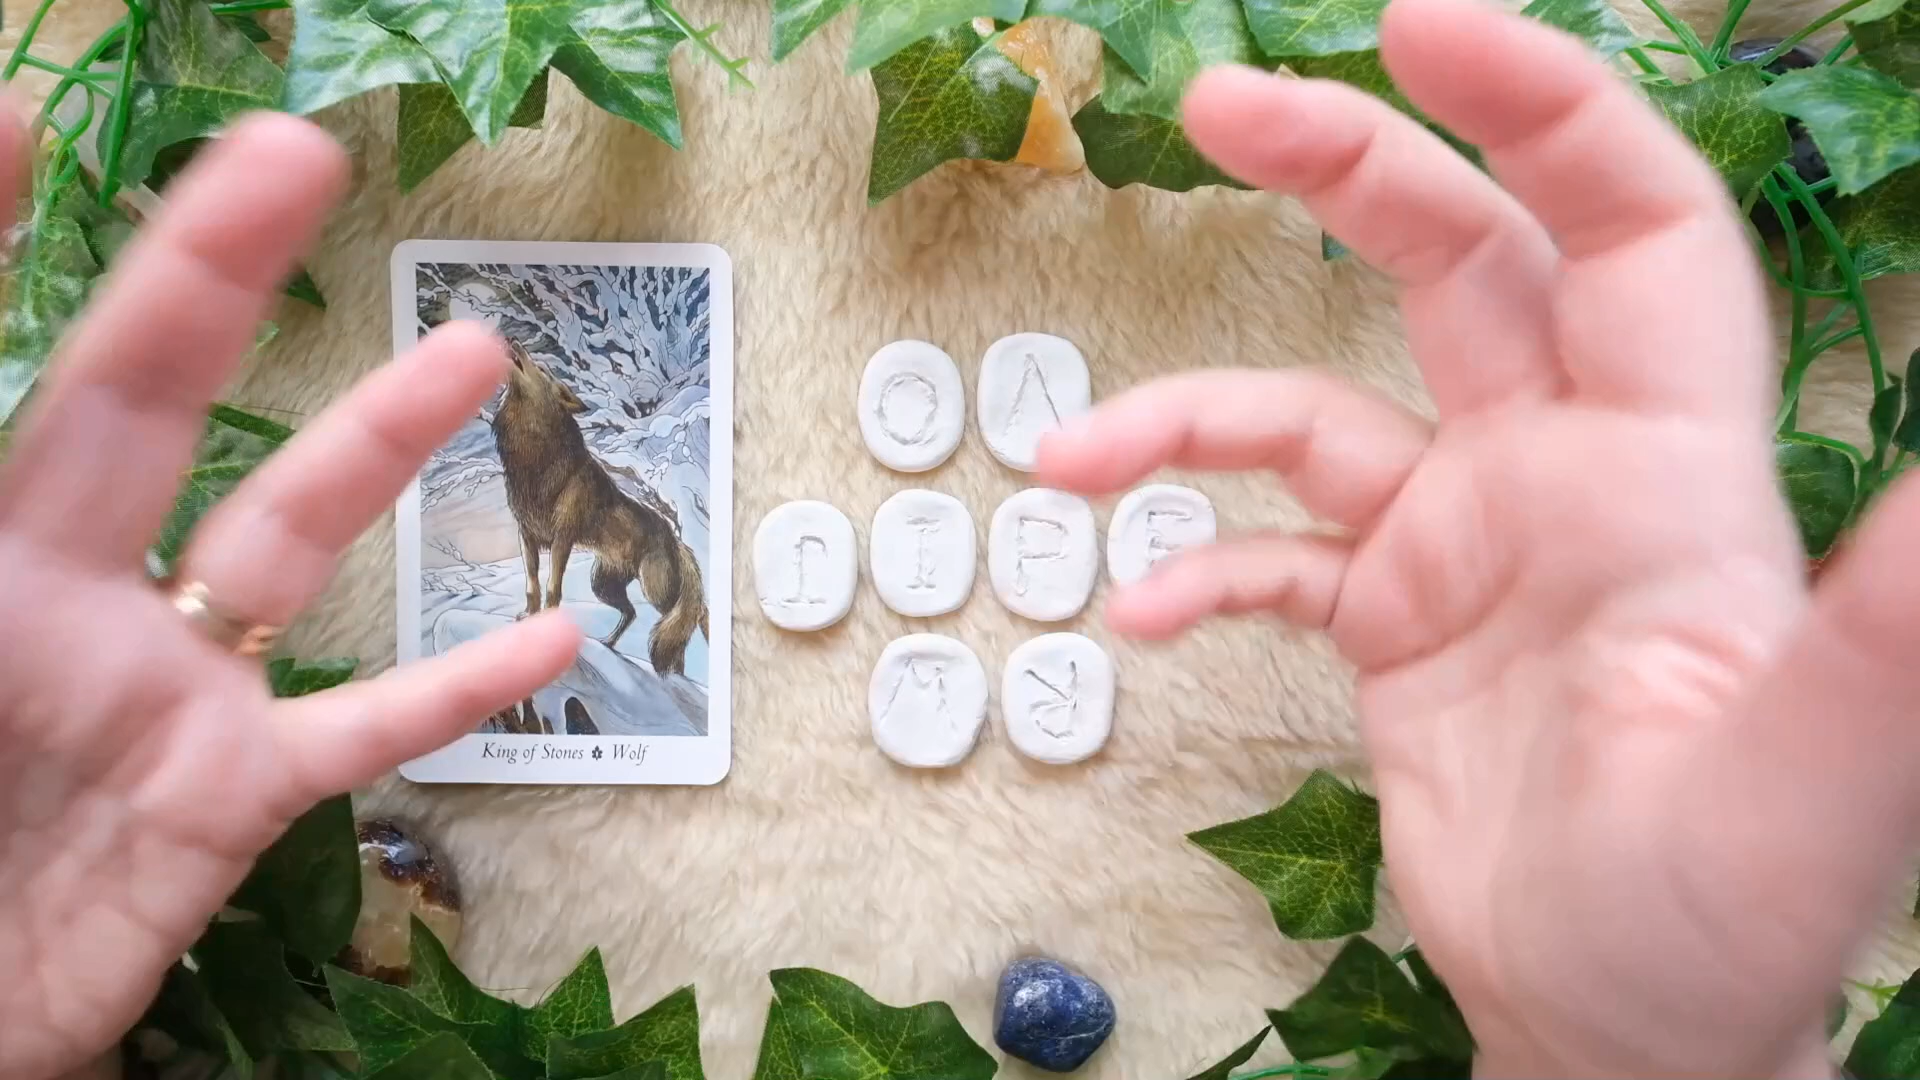 King of Stones Wolf
O V
J I P
R